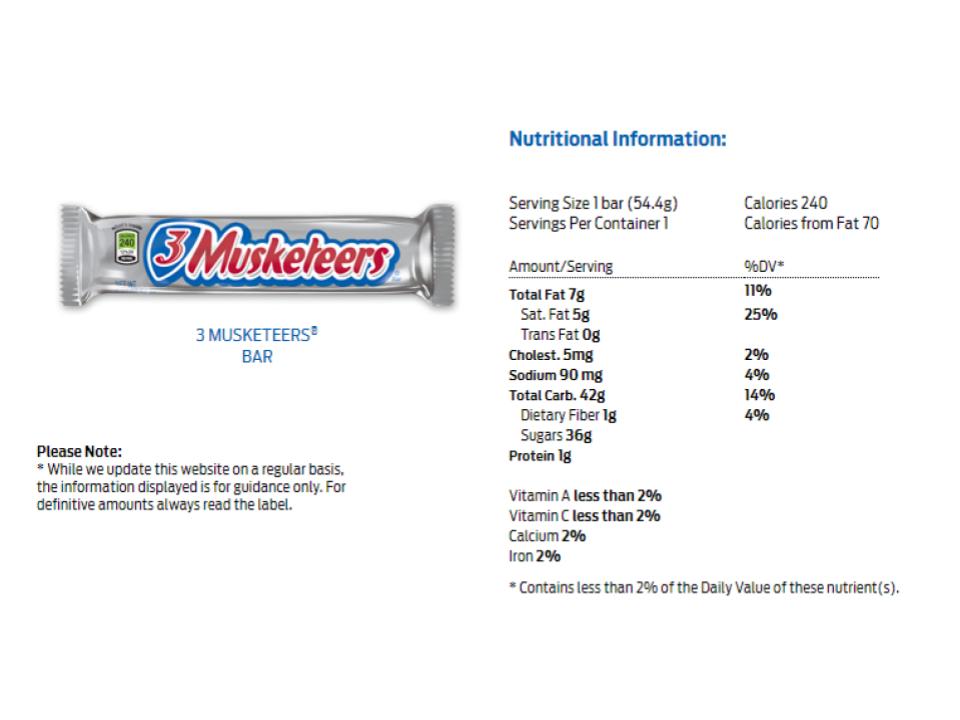 Nutritional Information:
Serving Size 1 bar (54.4g) Calories 240
Servings Per Container 1 Calories from Fat 70
Amount/Serving %DV*
Total Fat 7g 11%
Sat. Fat 5g 25%
Trans Fat 0g
Cholest. 5mg 2%
Sodium 90 mg 4%
Total Carb. 42g 14%
Dietary Fiber 1g 4%
Sugars 36g
Protein 1g
Vitamin A less than 2%
Vitamin C less than 2%
Calcium 2%
Iron 2%
* Contains less than 2% of the Daily Value of these nutrient(s).
240
3 Musketeers
3 MUSKETEERS®
BAR
Please Note:
* While we update this website on a regular basis,
the information displayed is for guidance only. For
definitive amounts always read the label.